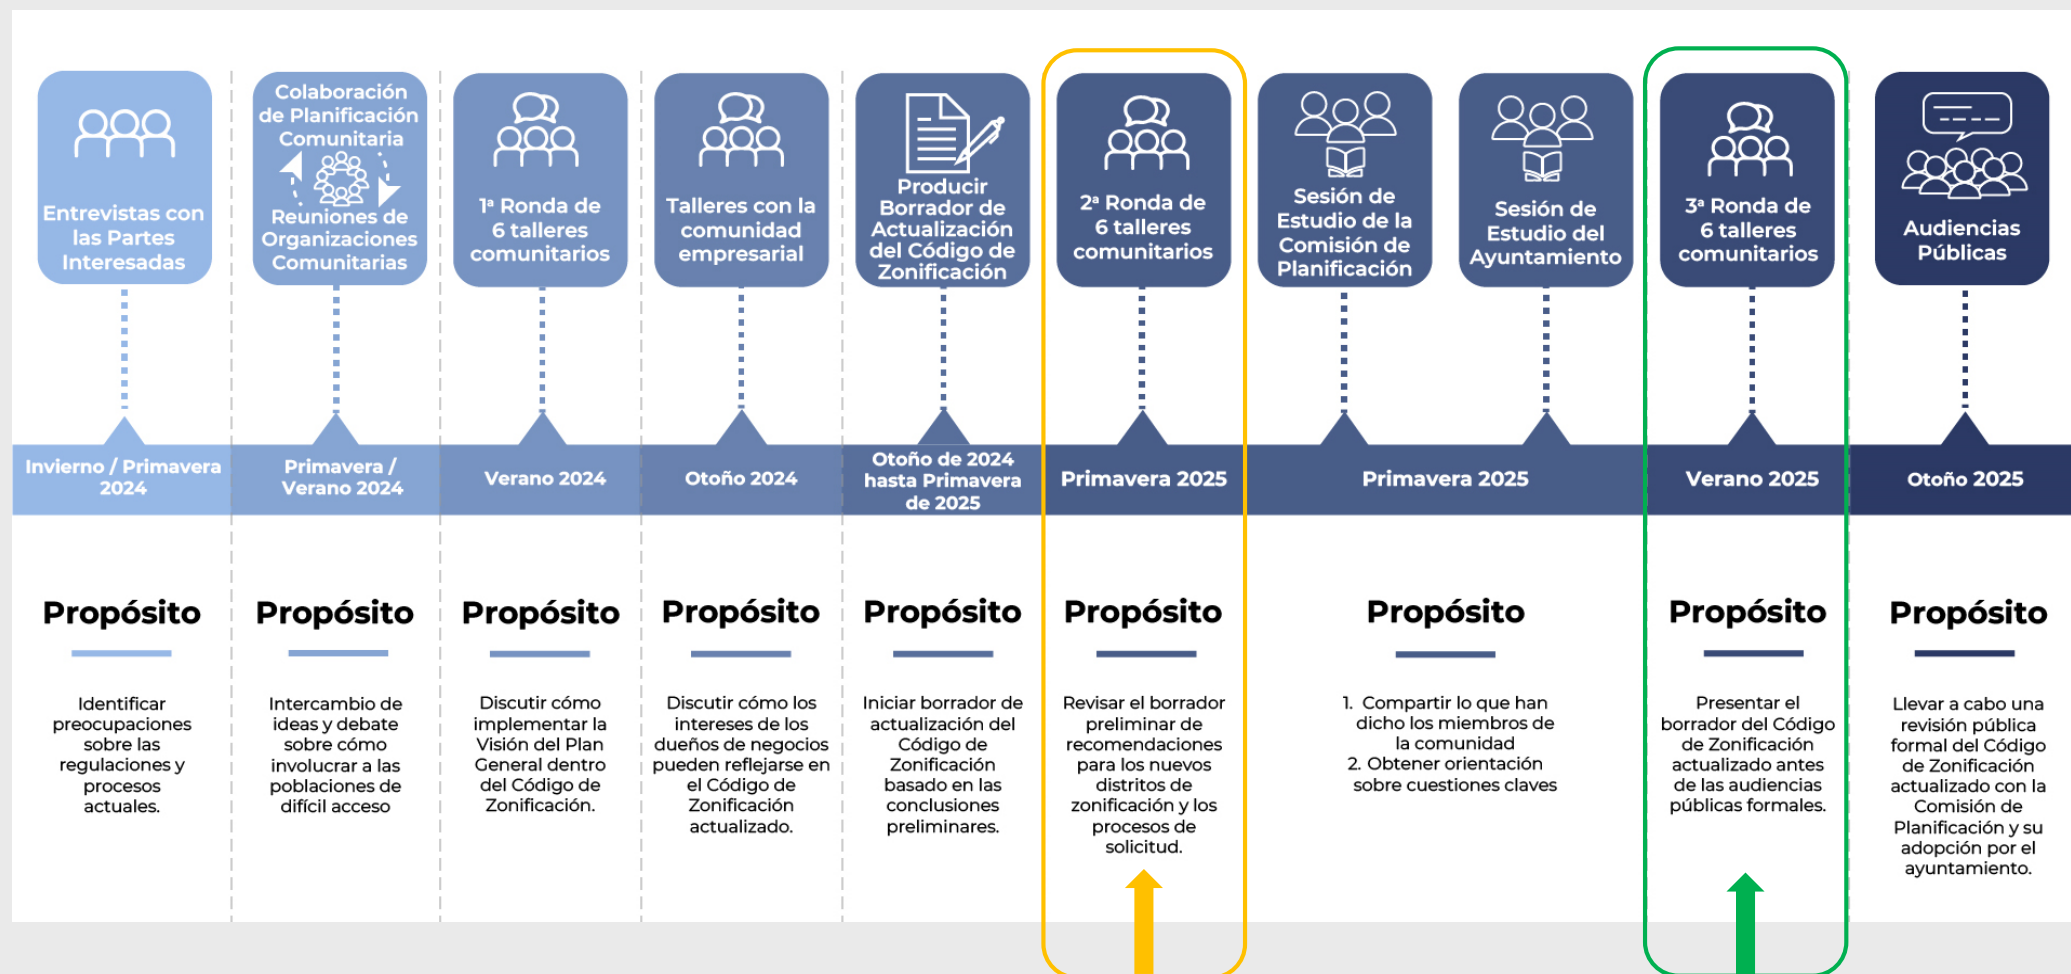 Entrevistas con
las Partes
Interesadas
Colaboración
de Planificación
Comunitaria
Reuniones de
Organizaciones
Comunitarias
1ª Ronda de
6 talleres
comunitarios
Talleres con la
comunidad
empresarial
Producir
Borrador de
Actualización
del Código de
Zonificación
2ª Ronda de
6 talleres
comunitarios
Sesión de
Estudio de la
Comisión de
Planificación
Sesión de
Estudio del
Ayuntamiento
3ª Ronda de
6 talleres
comunitarios
Audiencias
Públicas
Invierno / Primavera
2024
Primavera /
Verano 2024
Verano 2024
Otoño 2024
Otoño de 2024
hasta Primavera
de 2025
Primavera 2025
Primavera 2025
Verano 2025
Otoño 2025
Propósito
Identificar
preocupaciones
sobre las
regulaciones y
procesos
actuales.
Propósito
Intercambio de
ideas y debate
sobre cómo
involucrar a las
poblaciones de
difícil acceso
Propósito
Discutir cómo
implementar la
Visión del Plan
General dentro
del Código de
Zonificación.
Propósito
Discutir cómo los
intereses de los
dueños de negocios
pueden reflejarse en
el Código de
Zonificación
actualizado.
Propósito
Iniciar borrador de
actualización del
Código de
Zonificación
basado en las
conclusiones
preliminares.
Propósito
Revisar el borrador
preliminar de
recomendaciones
para los nuevos
distritos de
zonificación y los
procesos de
solicitud.
Propósito
1. Compartir lo que han
dicho los miembros de
la comunidad
2. Obtener orientación
sobre cuestiones claves
Propósito
Presentar el
borrador del Código
de Zonificación
actualizado antes
de las audiencias
públicas formales.
Propósito
Llevar a cabo una
revisión pública
formal del Código
de Zonificación
actualizado con la
Comisión de
Planificación y su
adopción por el
ayuntamiento.